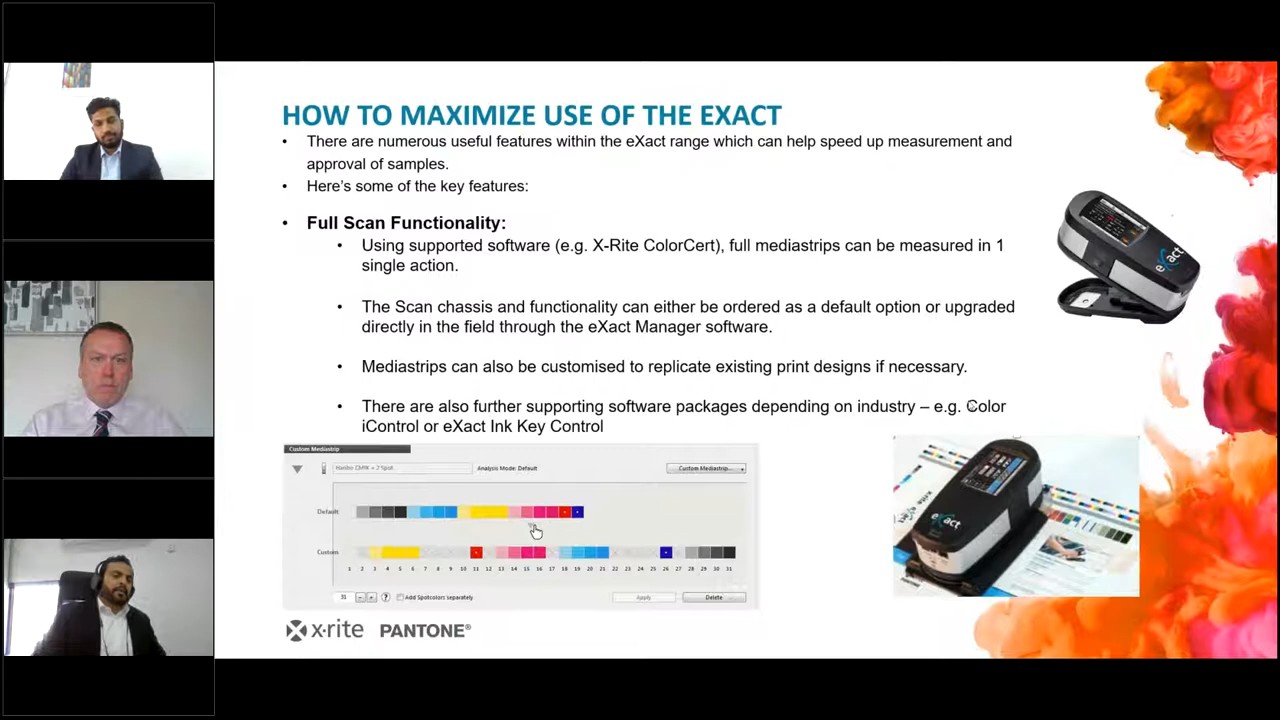 HOW TO MAXIMIZE USE OF THE EXACT
• There are numerous useful features within the eXact range which can help speed up measurement and
approval of samples.
• Here's some of the key features:
• Full Scan Functionality:
• Using supported software (e.g. X-Rite ColorCert), full mediastrips can be measured in 1
single action.
• The Scan chassis and functionality can either be ordered as a default option or upgraded
directly in the field through the eXact Manager software.
• Mediastrips can also be customised to replicate existing print designs if necessary.
• There are also further supporting software packages depending on industry – e.g. Color
iControl or eXact Ink Key Control
Custom Mediastrip
Analysis Mode: Default
Custom Mediastrip...
Default
Custom
1 2 3 4 5 6 7 8 9 10 11 12 13 14 15 16 17 18 19 20 21 22 23 24 25 26 27 28 29 30 31
31 - + ? Add Spotcolors separately
Apply
Delete
x·rite PANTONE®
eXact
x-rite
eXact
PANTONE